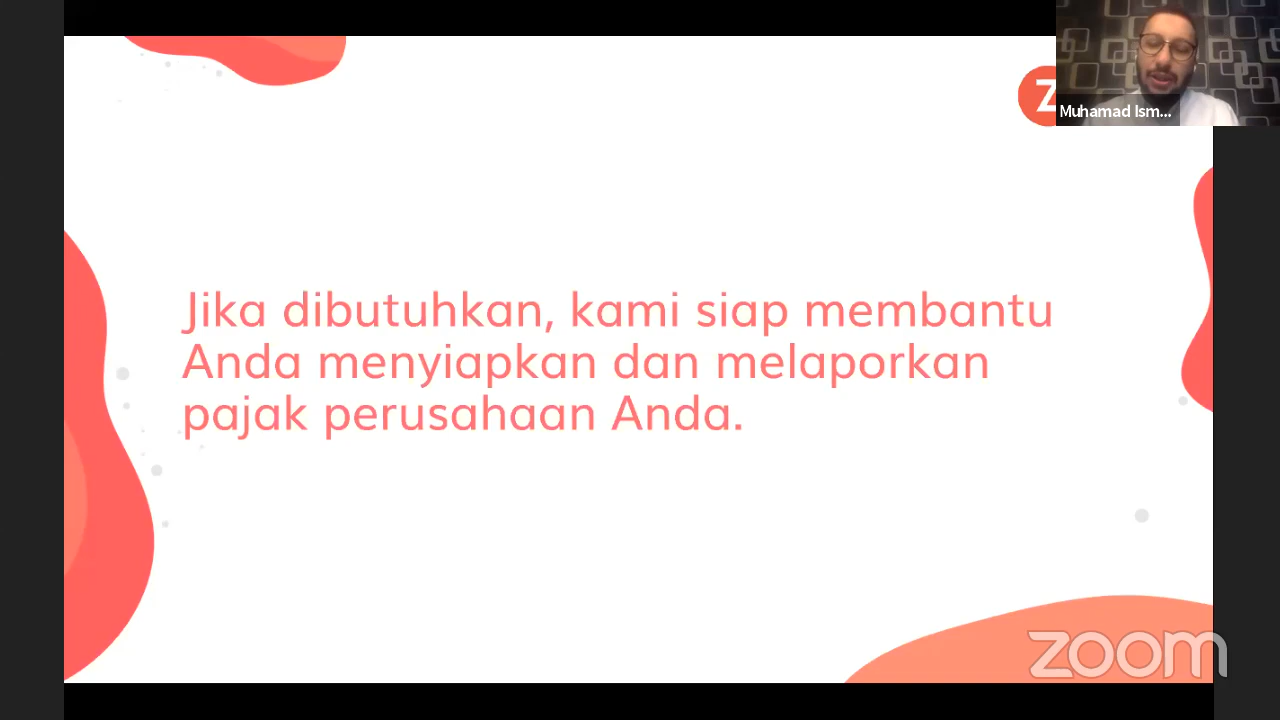 Z
Muhamad Ism...
Jika dibutuhkan, kami siap membantu
Anda menyiapkan dan melaporkan
pajak perusahaan Anda.
zoom